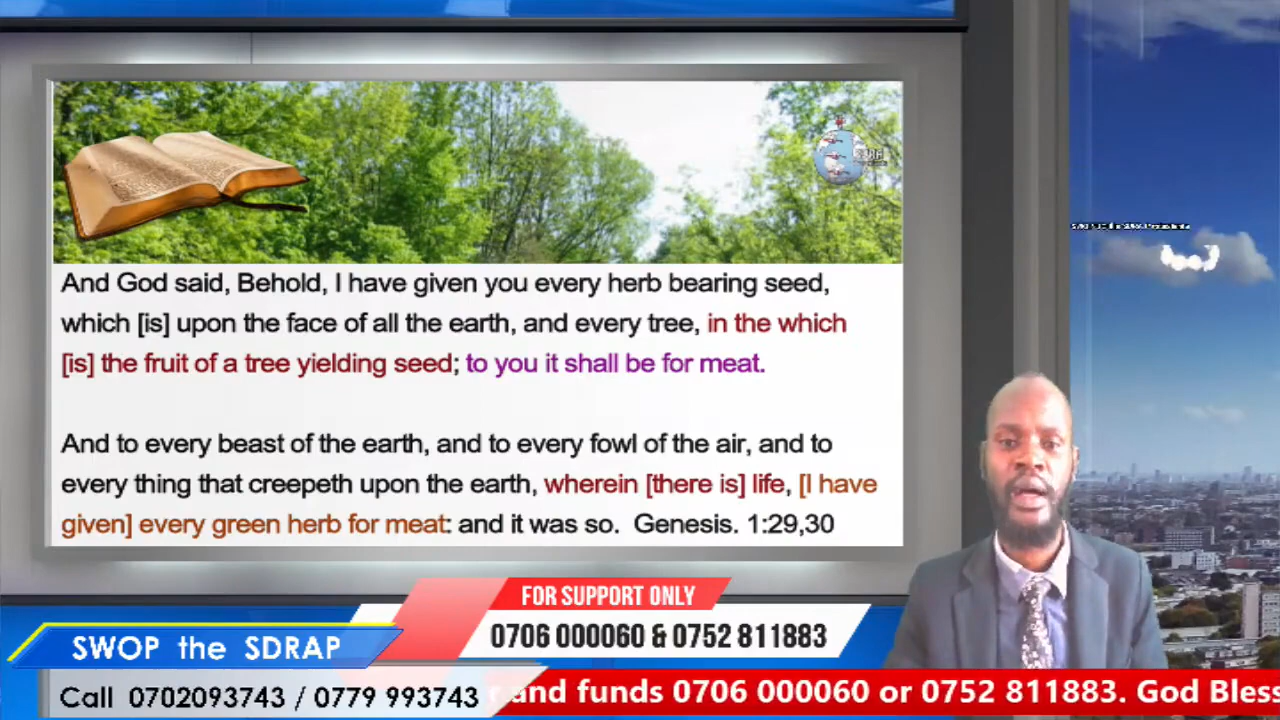 And God said, Behold, I have given you every herb bearing seed,
which [is] upon the face of all the earth, and every tree, in the which
[is] the fruit of a tree yielding seed; to you it shall be for meat.
And to every beast of the earth, and to every fowl of the air, and to
every thing that creepeth upon the earth, wherein [there is] life, [I have
given] every green herb for meat: and it was so. Genesis. 1:29,30
FOR SUPPORT ONLY
0706 000060 & 0752 811883
SWOP the SDRAP
Call 0702093743 / 0779 993743
and funds 0706 000060 or 0752 811883. God Bless